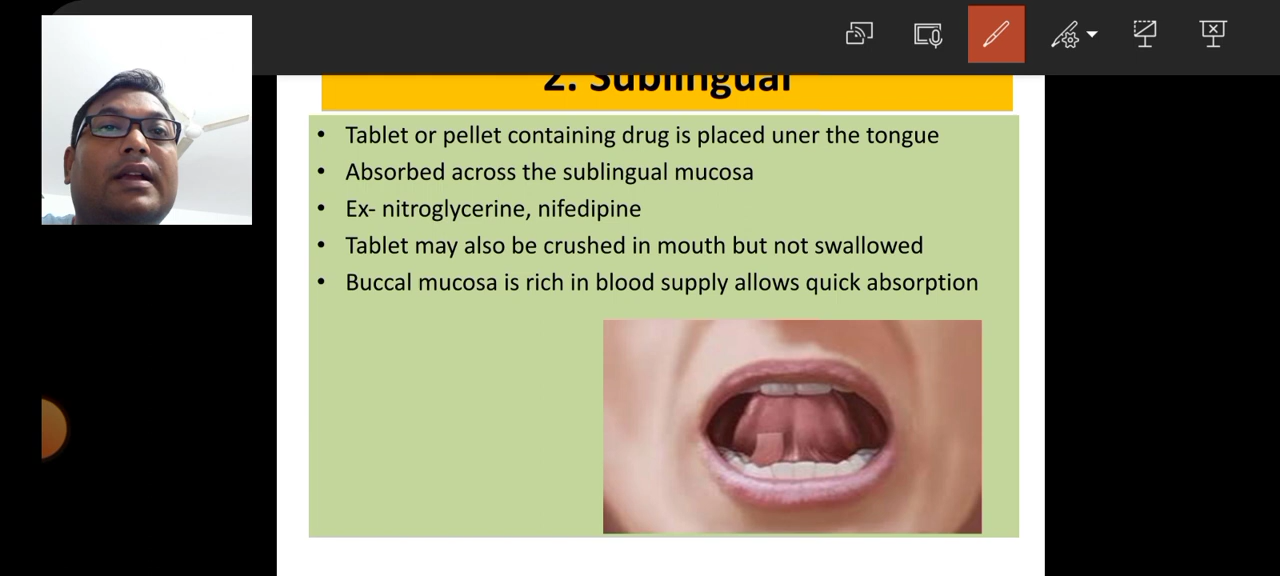 2. Sublingual
• Tablet or pellet containing drug is placed uner the tongue
• Absorbed across the sublingual mucosa
• Ex- nitroglycerine, nifedipine
• Tablet may also be crushed in mouth but not swallowed
• Buccal mucosa is rich in blood supply allows quick absorption